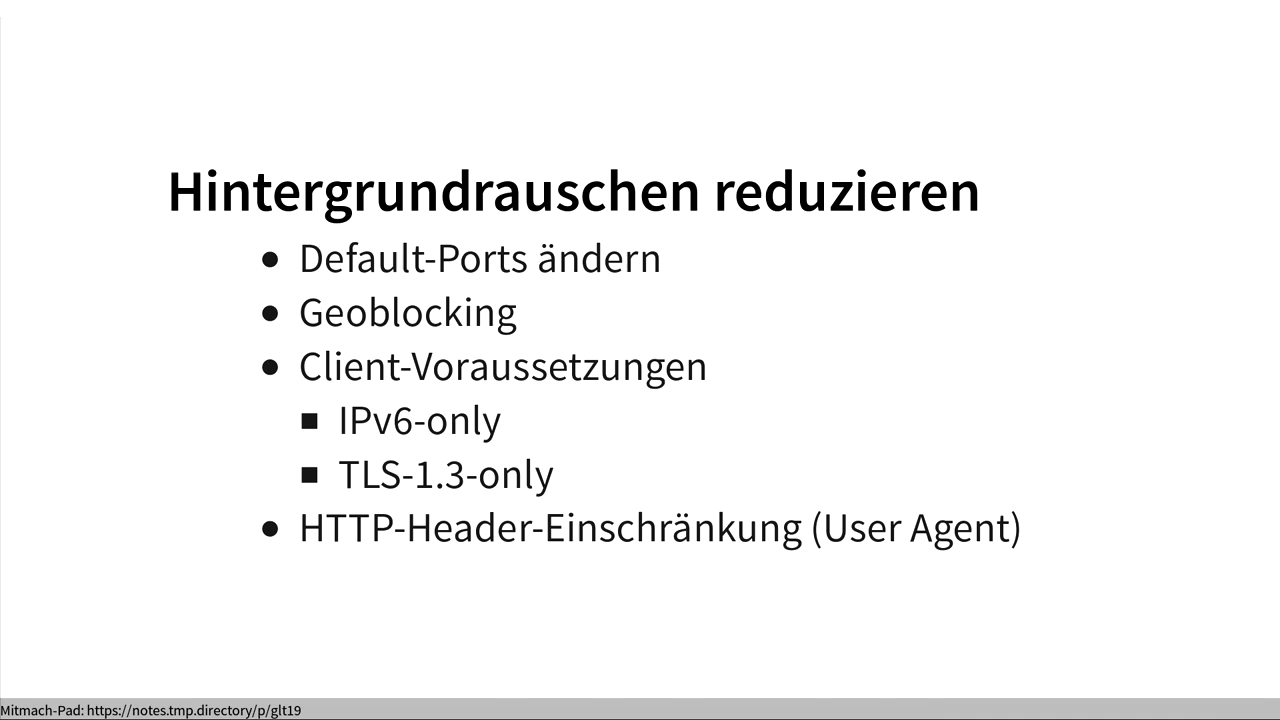 Hintergrundrauschen reduzieren
● Default-Ports ändern
● Geoblocking
● Client-Voraussetzungen
■ IPv6-only
■ TLS-1.3-only
● HTTP-Header-Einschränkung (User Agent)
Mitmach-Pad: https://notes.tmp.directory/p/glt19